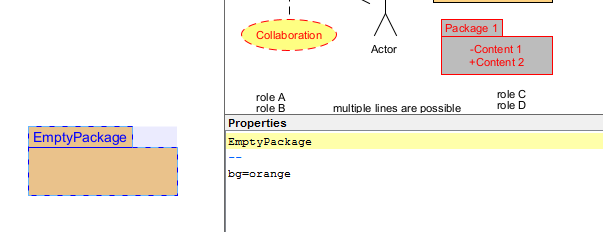 Collaboration
Actor
Package 1
-Content 1
+Content 2
role A
role B
multiple lines are possible
role C
role D
EmptyPackage
Properties
EmptyPackage
--
bg=orange